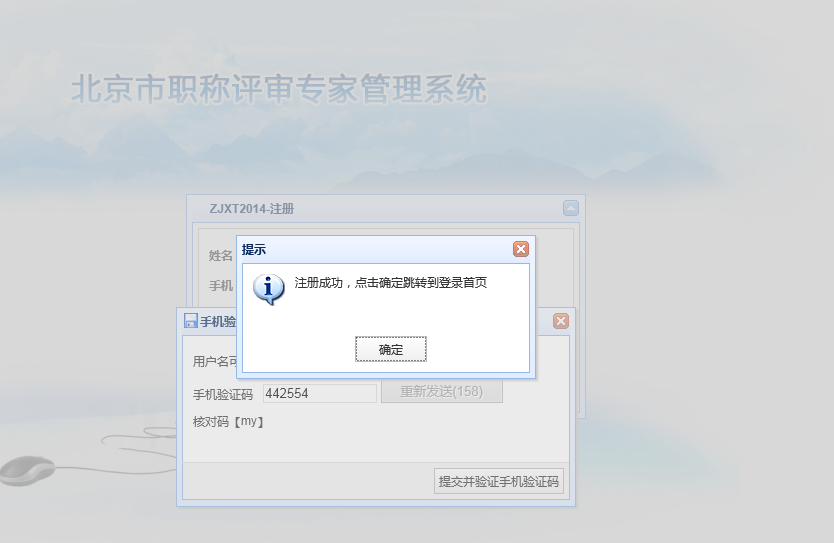 北京市职称评审专家管理系统
ZJXT2014-注册
提示
姓名
注册成功，点击确定跳转到登录首页
手机
手机验
确定
用户名可
手机验证码 442554 重新发送(158)
核对码【my】
提交并验证手机验证码